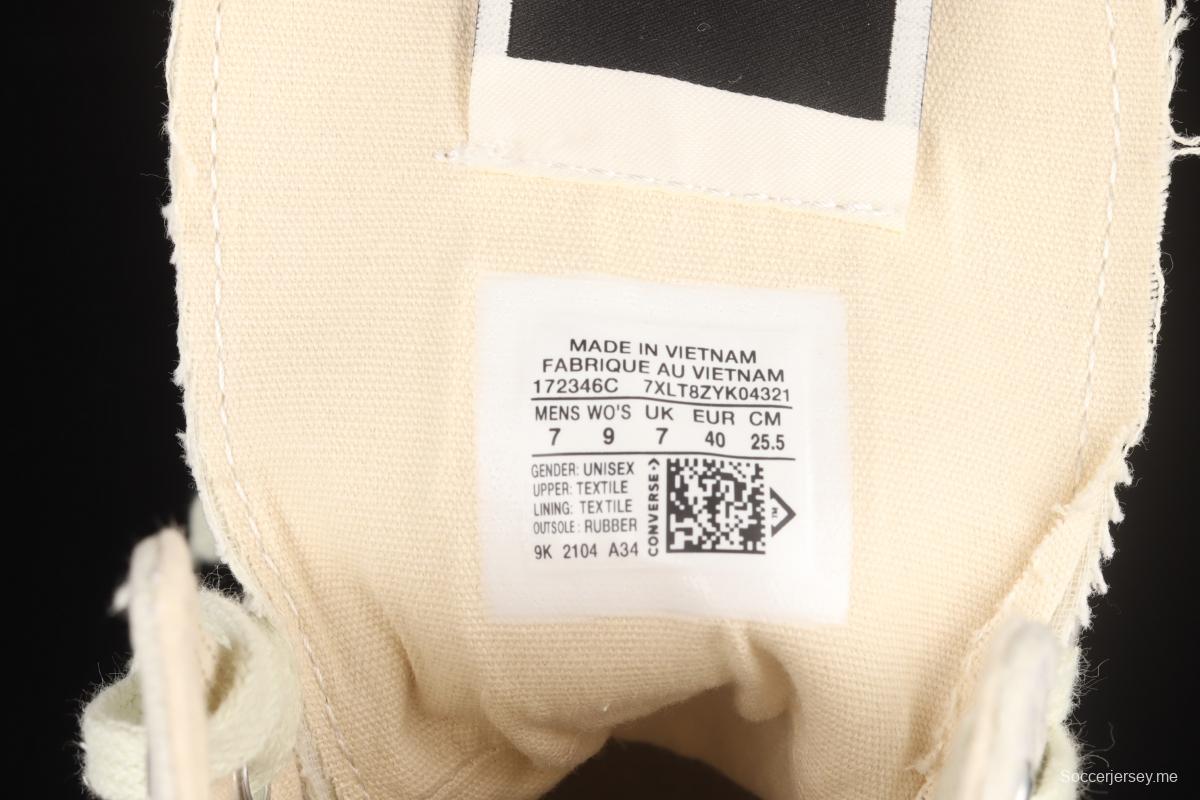 MADE IN VIETNAM
FABRIQUE AU VIETNAM
172346C 7XLT8ZYK04321
MENS WO'S UK EUR CM
7 9 7 40 25.5
GENDER: UNISEX
UPPER: TEXTILE
LINING: TEXTILE
OUTSOLE: RUBBER
9K 2104 A34
CONVERSE
TM
Soccerjersey.me